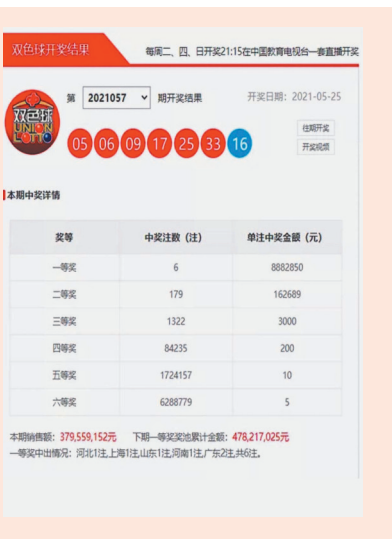 双色球开奖结果
每周二、四、日开奖21:15在中国教育电视台一套直播开奖
第 2021057 期开奖结果
开奖日期：2021-05-25
双色球
UNION
LOTTO
05 06 09 17 25 33 16
往期开奖
开奖视频
本期中奖详情
奖等 中奖注数（注） 单注中奖金额（元）
一等奖 6 8882850
二等奖 179 162689
三等奖 1322 3000
四等奖 84235 200
五等奖 1724157 10
六等奖 6288779 5
本期销售额：379,559,152元 下期一等奖奖池累计金额：478,217,025元
一等奖中出情况：河北1注,上海1注,山东1注,河南1注,广东2注,共6注。